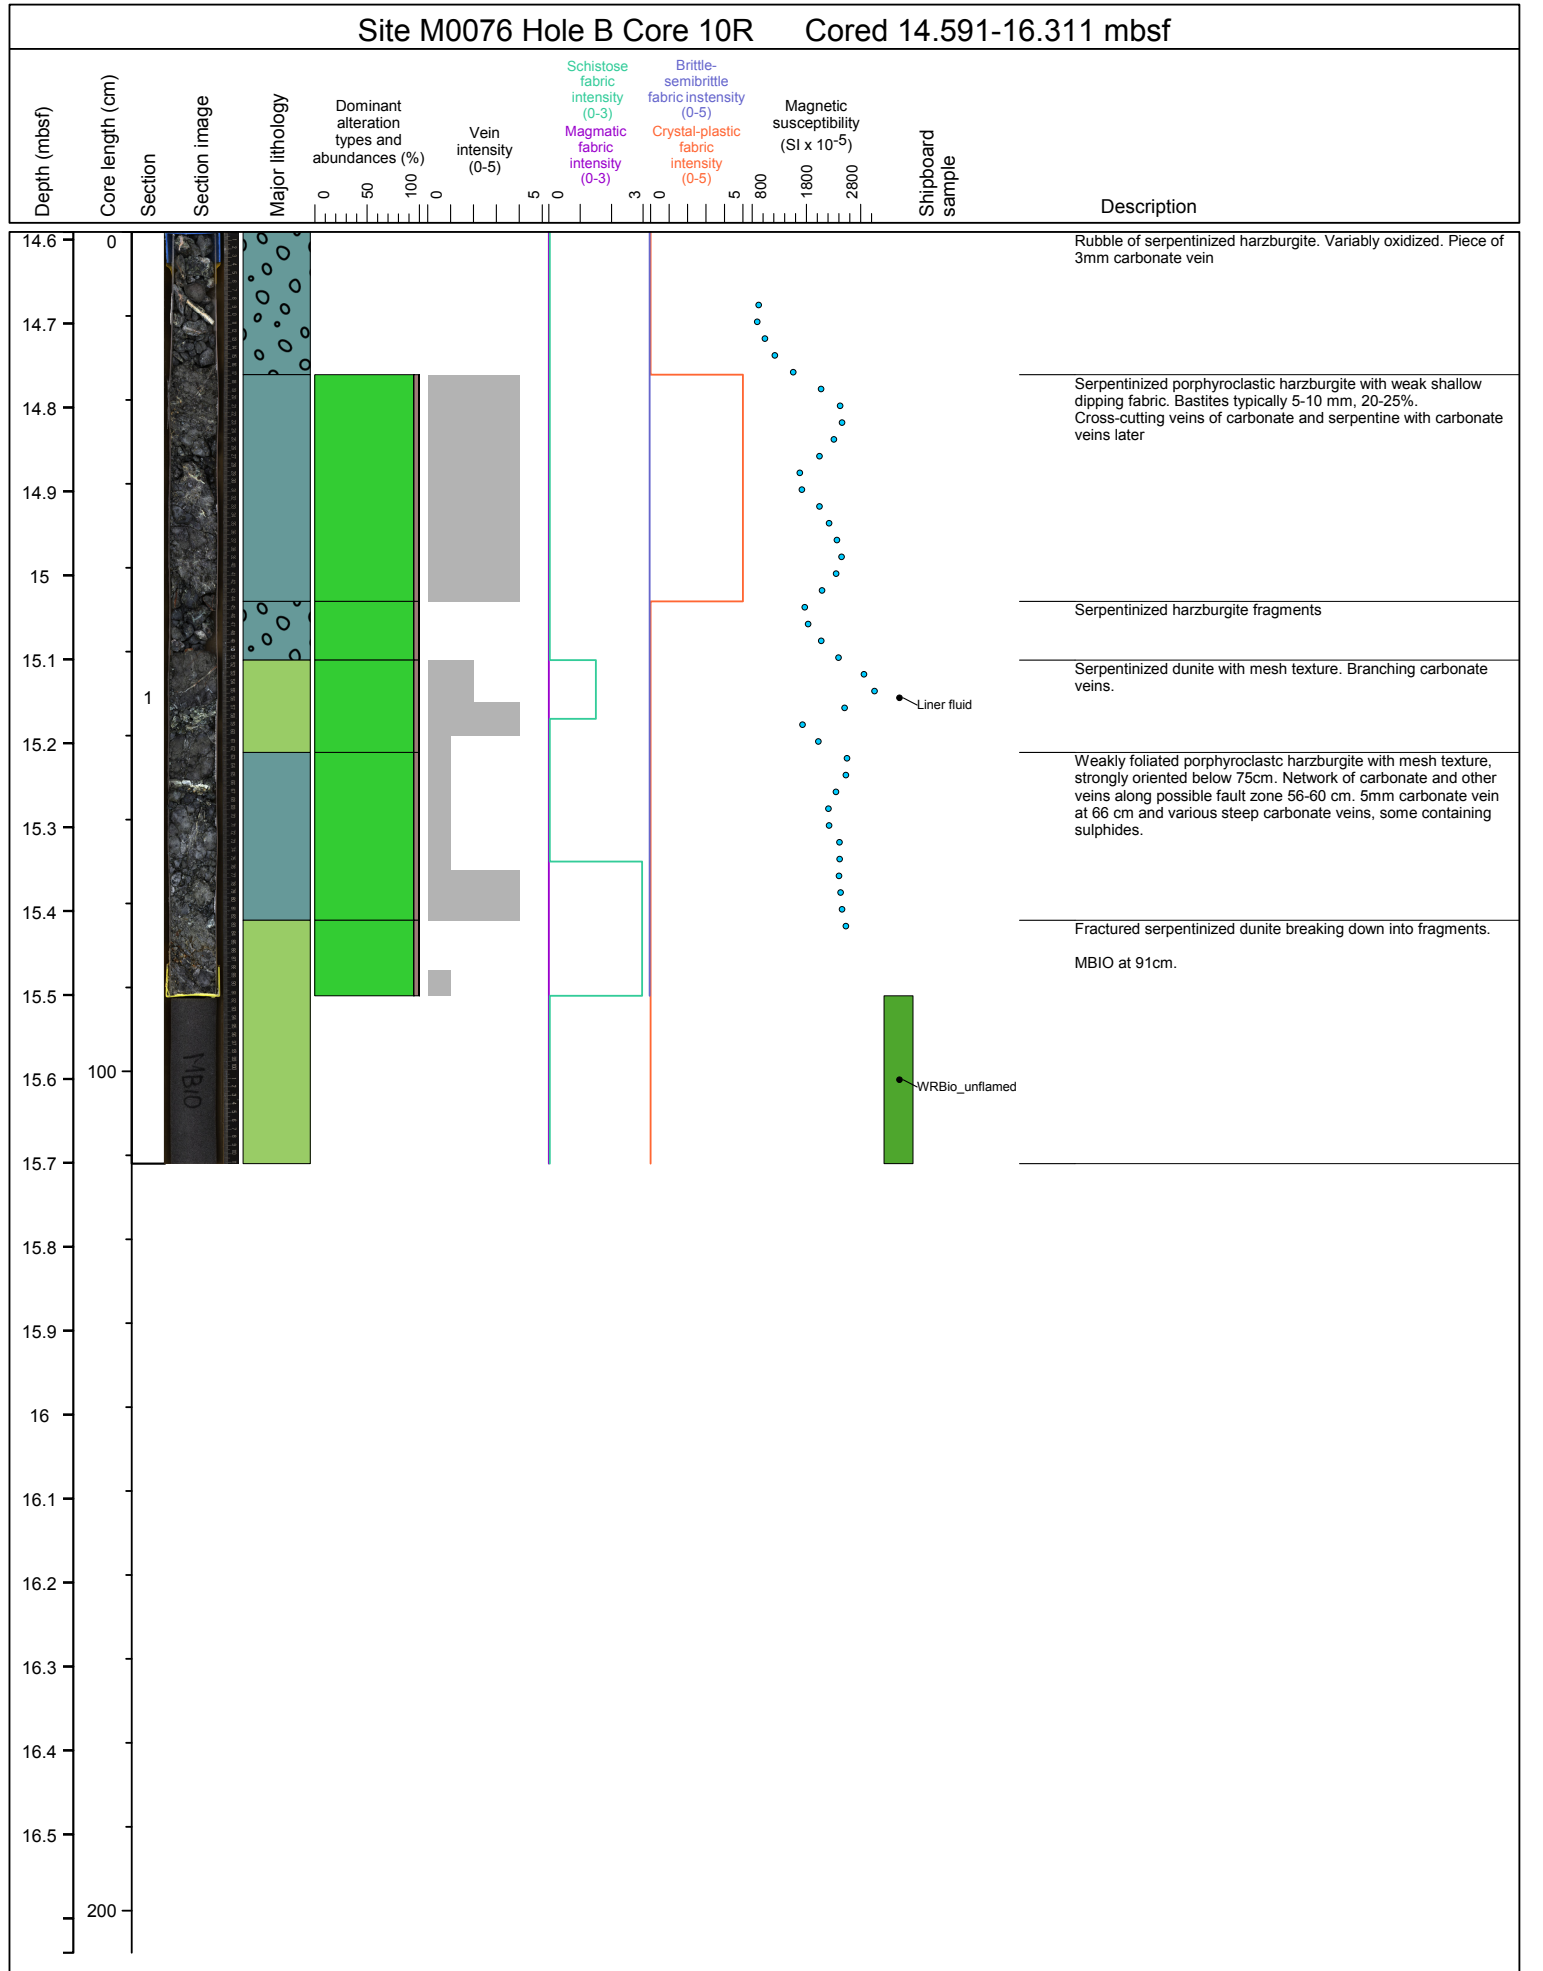 Site M0076 Hole B Core 10R Cored 14.591-16.311 mbsf
Depth (mbsf)
Core length (cm)
Section
Section image
Major lithology
Dominant
alteration
types and
abundances (%)
0 50 100
Vein
intensity
(0-5)
0 5
Schistose
fabric
intensity
(0-3)
Magmatic
fabric
intensity
(0-3)
0 3
Brittle-
semibrittle
fabric instensity
(0-5)
Crystal-plastic
fabric
intensity
(0-5)
0 5
Magnetic
susceptibility
(SI x 10-5)
800 1800 2800
Shipboard
sample
Description
14.6
14.7
14.8
14.9
15
15.1
15.2
15.3
15.4
15.5
15.6
15.7
15.8
15.9
16
16.1
16.2
16.3
16.4
16.5
0
100
200
1
MBIO
Liner fluid
WRBio_unflamed
Rubble of serpentinized harzburgite. Variably oxidized. Piece of
3mm carbonate vein
Serpentinized porphyroclastic harzburgite with weak shallow
dipping fabric. Bastites typically 5-10 mm, 20-25%.
Cross-cutting veins of carbonate and serpentine with carbonate
veins later
Serpentinized harzburgite fragments
Serpentinized dunite with mesh texture. Branching carbonate
veins.
Weakly foliated porphyroclastc harzburgite with mesh texture,
strongly oriented below 75cm. Network of carbonate and other
veins along possible fault zone 56-60 cm. 5mm carbonate vein
at 66 cm and various steep carbonate veins, some containing
sulphides.
Fractured serpentinized dunite breaking down into fragments.
MBIO at 91cm.